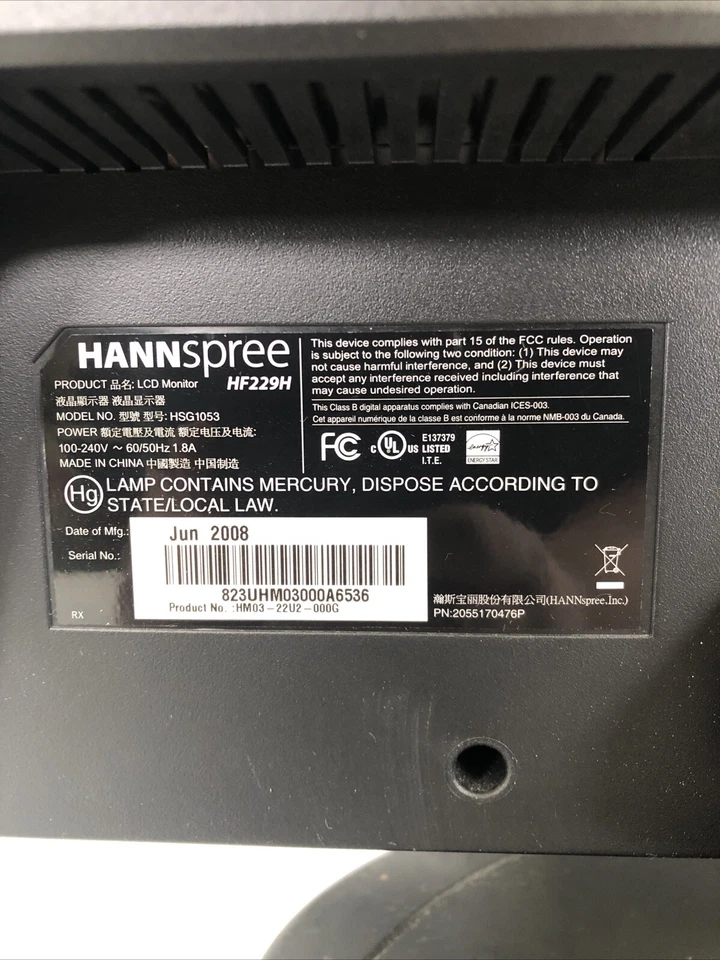 HANNspree
HF229H
PRODUCT 品名: LCD Monitor
液晶顯示器 液晶显示器
MODEL NO. 型號 型号: HSG1053
POWER 額定電壓及電流 额定电压及电流:
100-240V ~ 60/50Hz 1.8A
MADE IN CHINA 中國製造 中国制造
This device complies with part 15 of the FCC rules. Operation
is subject to the following two condition: (1) This device may
not cause harmful interference, and (2) This device must
accept any interference received including interference that
may cause undesired operation.
This Class B digital apparatus complies with Canadian ICES-003.
Cet appareil numérique de la classe B est conforme à la norme NMB-003 du Canada.
FC
c UL US LISTED
E137379
I.T.E.
energy
ENERGY STAR
Hg LAMP CONTAINS MERCURY, DISPOSE ACCORDING TO
STATE/LOCAL LAW.
Date of Mfg.: Jun 2008
Serial No.:
823UHM03000A6536
Product No. :HM03-22U2-000G
RX
瀚斯宝丽股份有限公司(HANNspree.Inc.)
PN:2055170476P